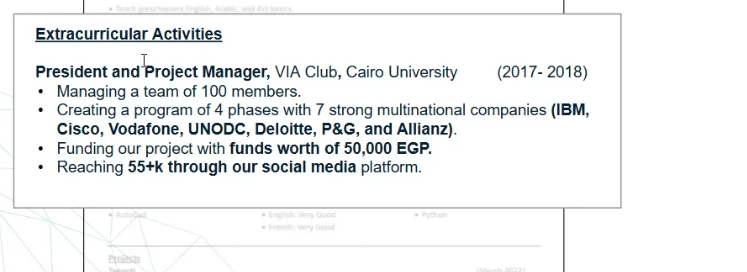 • Teach preschoolers English, Arabic, and Art basics.
Extracurricular Activities
President and Project Manager, VIA Club, Cairo University (2017- 2018)
• Managing a team of 100 members.
• Creating a program of 4 phases with 7 strong multinational companies (IBM,
Cisco, Vodafone, UNODC, Deloitte, P&G, and Allianz).
• Funding our project with funds worth of 50,000 EGP.
• Reaching 55+k through our social media platform.
• AutoCad • English: Very Good • Python
• French: Very Good
Projects
(March 2022)